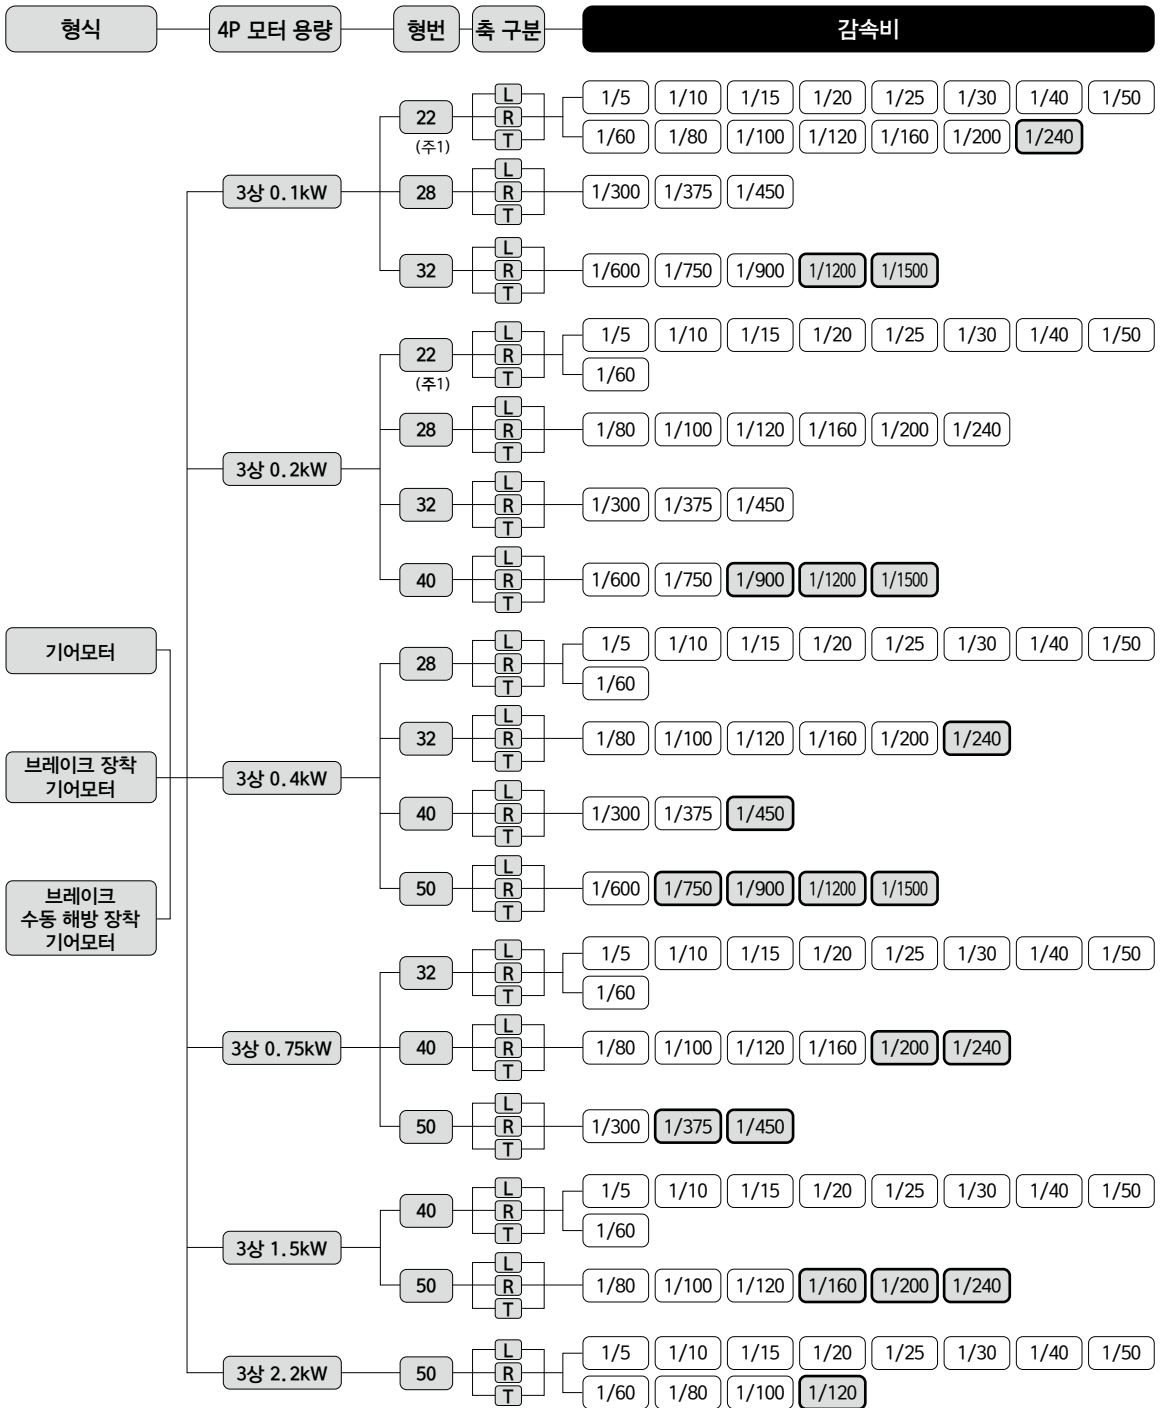 형식 4P 모터 용량 형번 축 구분 감속비
L
1/5 1/10 1/15 1/20 1/25 1/30 1/40 1/50
22 R
(주1) T
1/60 1/80 1/100 1/120 1/160 1/200 1/240
L
3상 0.1kW 28 R 1/300 1/375 1/450
T
L
32 R 1/600 1/750 1/900 1/1200 1/1500
T
L
1/5 1/10 1/15 1/20 1/25 1/30 1/40 1/50
22 R
(주1) T
1/60
L
28 R 1/80 1/100 1/120 1/160 1/200 1/240
T
3상 0.2kW
L
32 R 1/300 1/375 1/450
T
L
40 R 1/600 1/750 1/900 1/1200 1/1500
T
기어모터
L
1/5 1/10 1/15 1/20 1/25 1/30 1/40 1/50
28 R
T
1/60
L
32 R 1/80 1/100 1/120 1/160 1/200 1/240
T
브레이크 장착
기어모터
3상 0.4kW
L
40 R 1/300 1/375 1/450
T
L
50 R 1/600 1/750 1/900 1/1200 1/1500
T
브레이크
수동 해방 장착
기어모터
L
1/5 1/10 1/15 1/20 1/25 1/30 1/40 1/50
32 R
T
1/60
L
3상 0.75kW 40 R 1/80 1/100 1/120 1/160 1/200 1/240
T
L
50 R 1/300 1/375 1/450
T
L
1/5 1/10 1/15 1/20 1/25 1/30 1/40 1/50
40 R
T
1/60
3상 1.5kW
L
50 R 1/80 1/100 1/120 1/160 1/200 1/240
T
L
1/5 1/10 1/15 1/20 1/25 1/30 1/40 1/50
3상 2.2kW 50 R
T
1/60 1/80 1/100 1/120